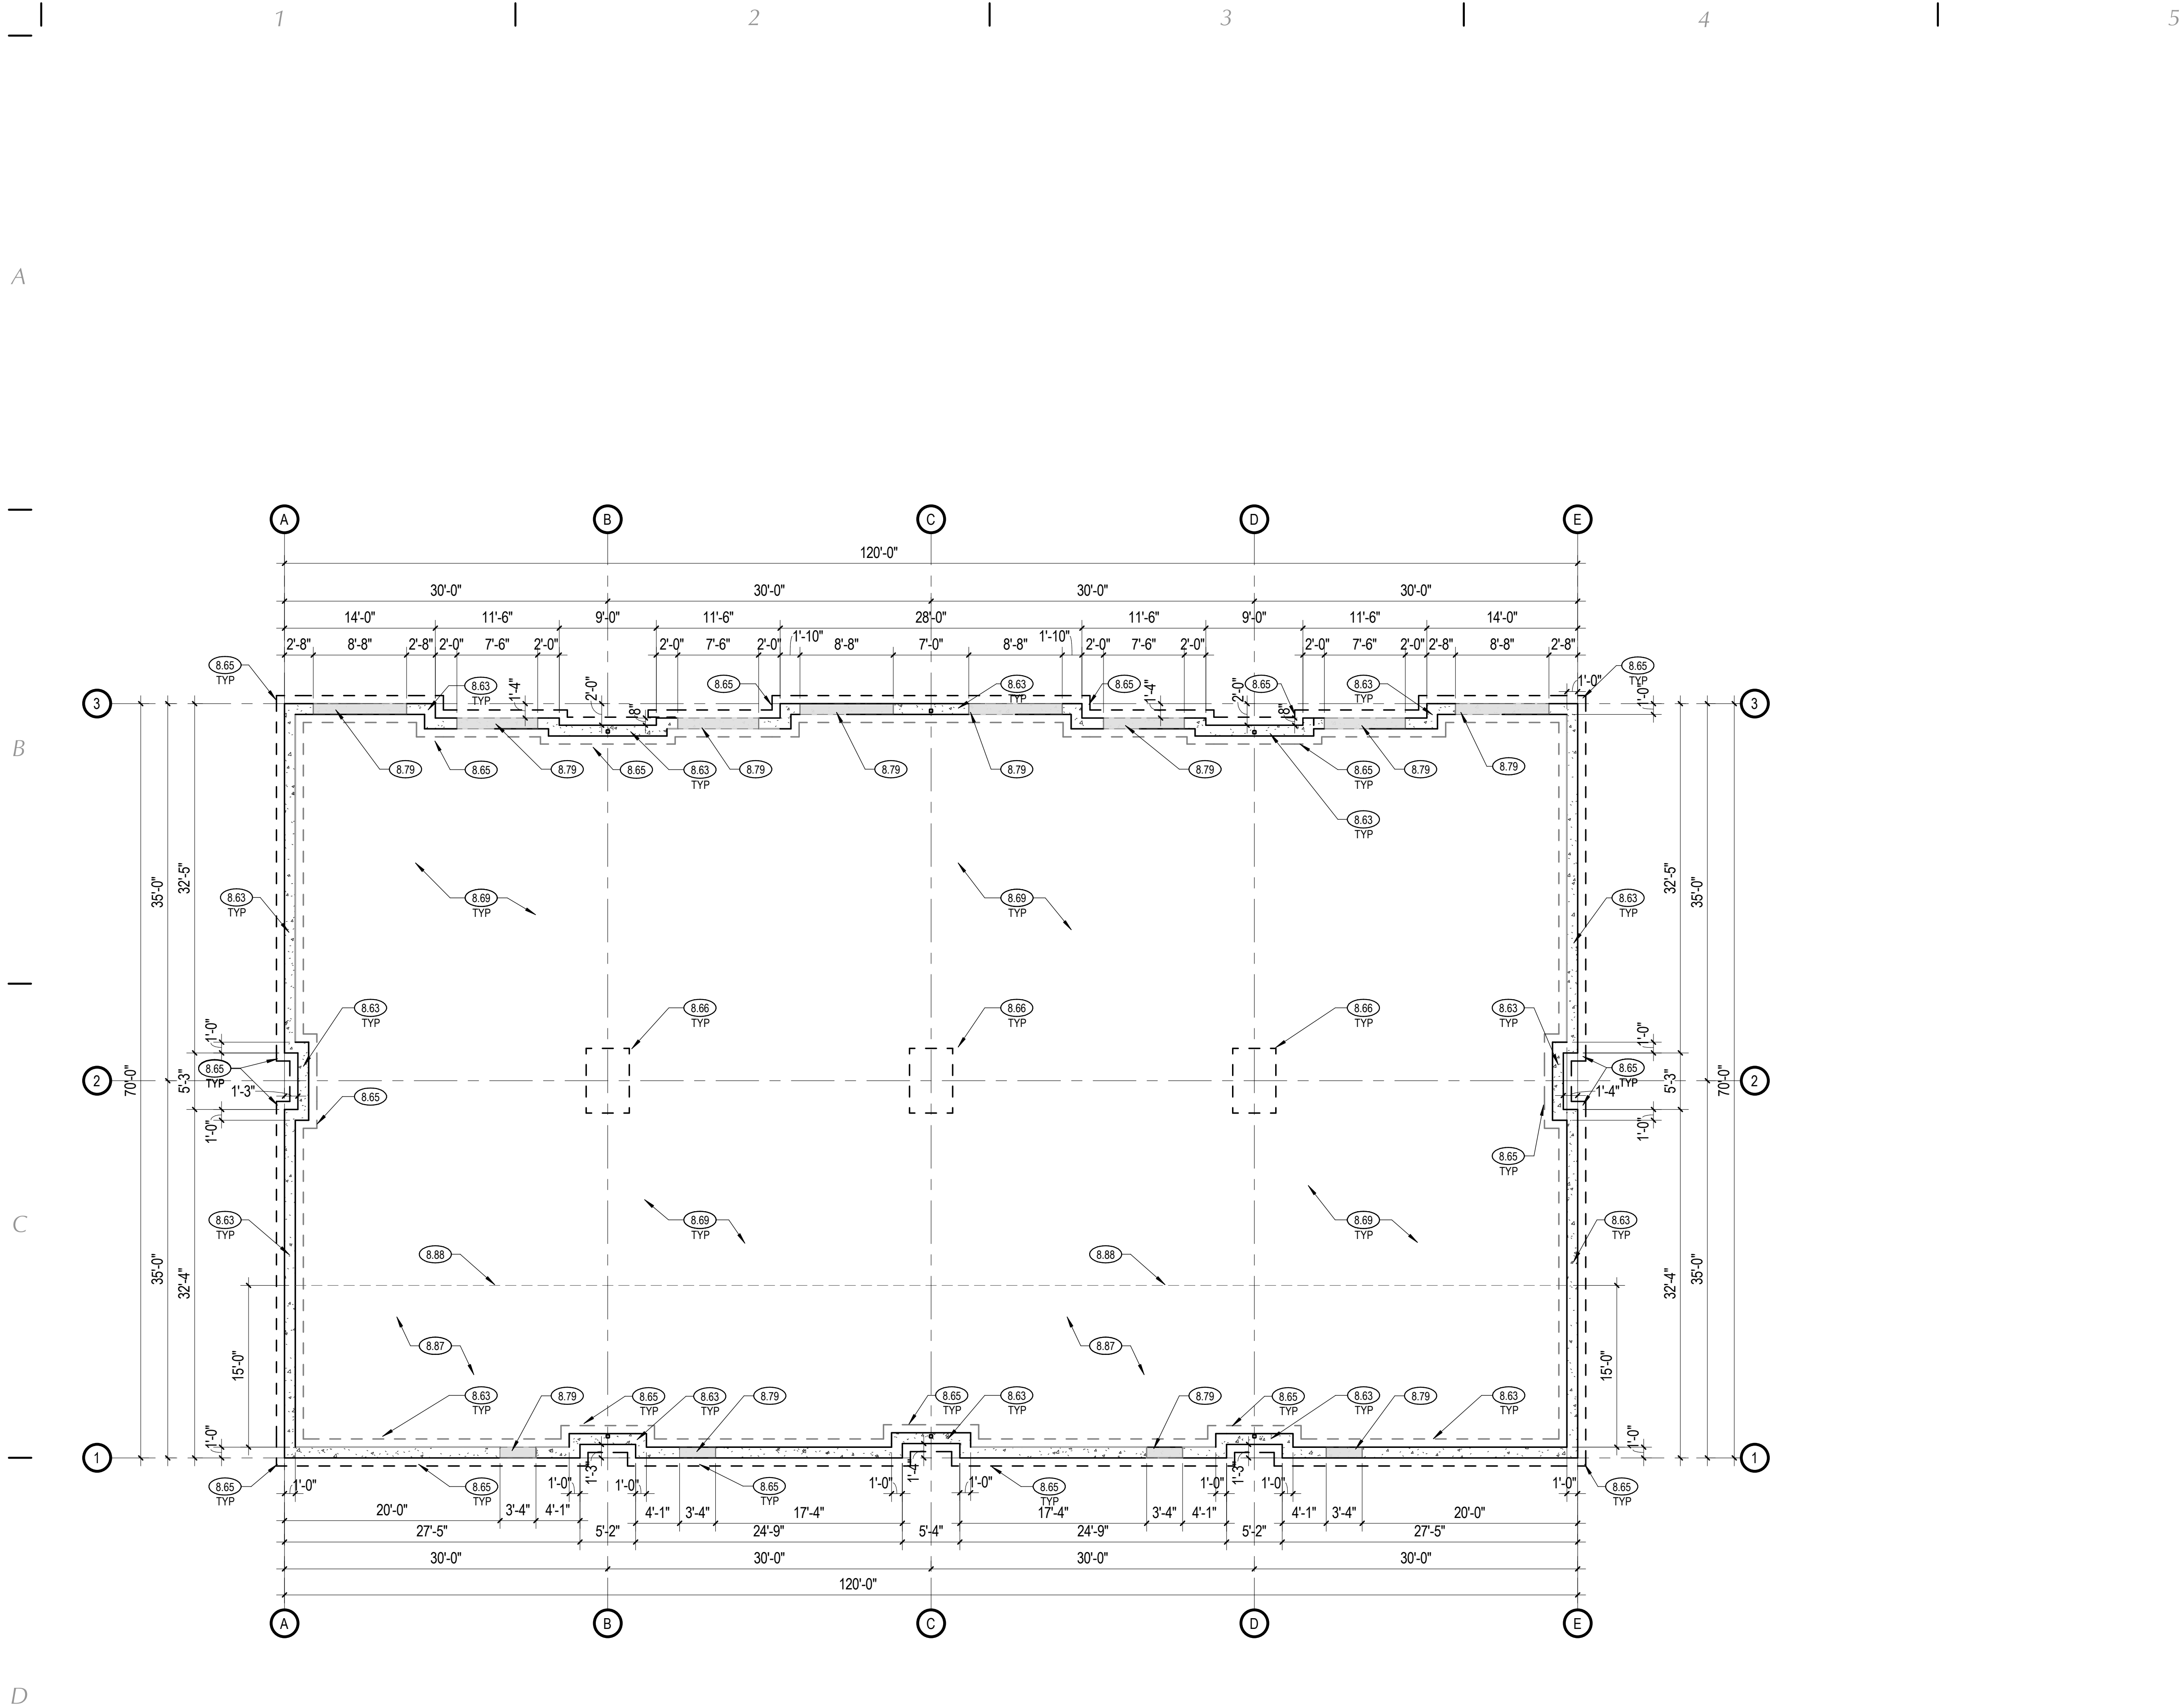 1 2 3 4 5
A
A B C D E
120'-0"
30'-0" 30'-0" 30'-0" 30'-0"
14'-0" 11'-6" 9'-0" 11'-6" 28'-0" 11'-6" 9'-0" 11'-6" 14'-0"
2'-8" 8'-8" 2'-8" 2'-0" 7'-6" 2'-0" 2'-0" 7'-6" 2'-0" 1'-10" 8'-8" 7'-0" 8'-8" 1'-10" 2'-0" 7'-6" 2'-0" 2'-0" 7'-6" 2'-0" 2'-8" 8'-8" 2'-8"
8.65 8.65
TYP TYP
8.63 8.65 8.63 8.65 8.65 8.63 1'-0"
TYP TYP TYP
1'-4" 2'-0" 8" 1'-4" 2'-0" 8" 1'-0"
3 3
B
8.79 8.65 8.79 8.65 8.63 8.79 8.79 8.79 8.79 8.65 8.79 8.79
TYP TYP
8.63
TYP
32'-5" 32'-5"
35'-0" 35'-0"
8.63 8.69 8.69 8.63
TYP TYP TYP TYP
8.63 8.66 8.66 8.66 8.63
TYP TYP TYP TYP TYP
1'-0" 1'-0"
8.65 8.65
TYP TYP
2 70'-0" 5'-3" 1'-3" 1'-4" 5'-3" 70'-0" 2
8.65
1'-0" 1'-0"
8.65
TYP
C
8.63 8.69 8.69 8.63
TYP TYP TYP TYP
8.88 8.88
35'-0" 32'-4" 32'-4" 35'-0"
8.87 8.87
15'-0" 15'-0"
8.63 8.79 8.65 8.63 8.79 8.65 8.63 8.79 8.65 8.63 8.79 8.63
TYP TYP TYP TYP TYP TYP TYP TYP
1'-0" 1'-0"
1 1
1'-3" 1'-4" 1'-3"
8.65 1'-0" 8.65 1'-0" 1'-0" 8.65 1'-0" 1'-0" 8.65 1'-0" 1'-0" 1'-0" 8.65
TYP TYP TYP TYP TYP
20'-0" 3'-4" 4'-1" 4'-1" 3'-4" 17'-4" 17'-4" 3'-4" 4'-1" 4'-1" 3'-4" 20'-0"
27'-5" 5'-2" 24'-9" 5'-4" 24'-9" 5'-2" 27'-5"
30'-0" 30'-0" 30'-0" 30'-0"
120'-0"
A B C D E
D